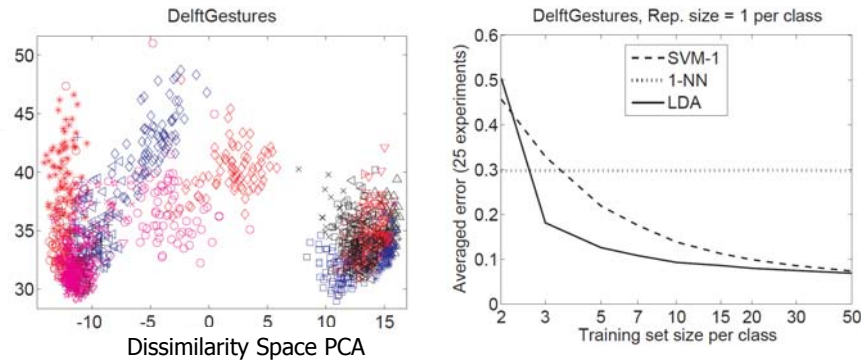 DelftGestures
50
45
40
35
30
-10 -5 0 5 10 15
Dissimilarity Space PCA
DelftGestures, Rep. size = 1 per class
Averaged error (25 experiments)
0.6
0.5
0.4
0.3
0.2
0.1
0
SVM-1
1-NN
LDA
2 3 5 7 10 15 20 30 50
Training set size per class